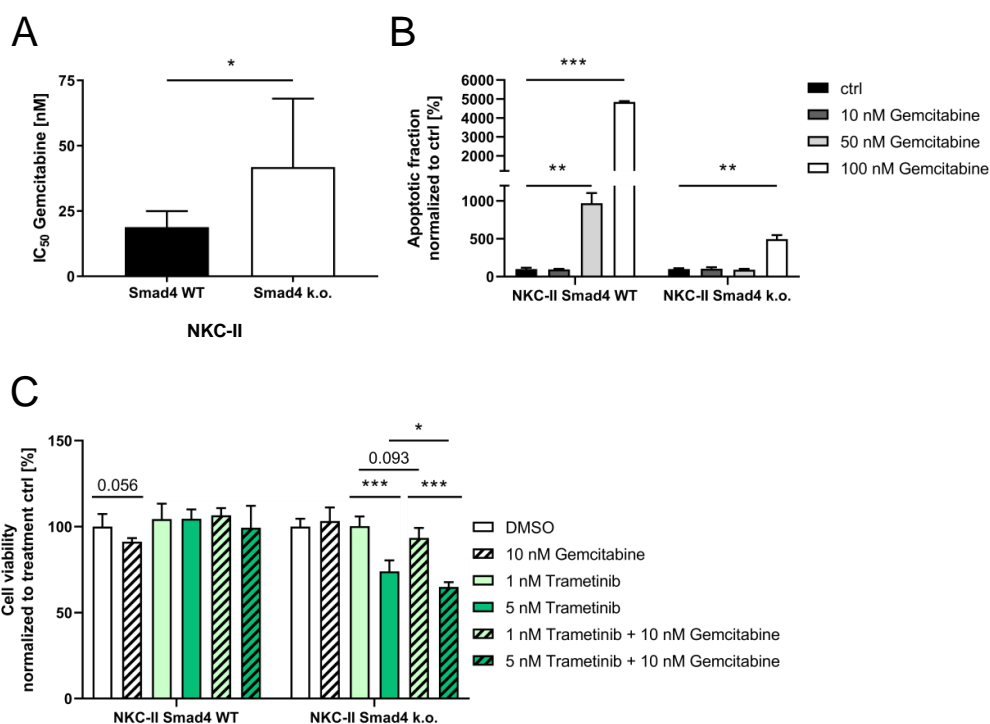 A
*
75
50
25
0
IC50 Gemcitabine [nM]
Smad4 WT
Smad4 k.o.
NKC-II
B
***
**
**
6000
5000
4000
3000
2000
1000
500
0
Apoptotic fraction
normalized to ctrl [%]
NKC-II Smad4 WT
NKC-II Smad4 k.o.
ctrl
10 nM Gemcitabine
50 nM Gemcitabine
100 nM Gemcitabine
C
150
100
50
0
Cell viability
normalized to treatment ctrl [%]
0.056
*
0.093
***
***
NKC-II Smad4 WT
NKC-II Smad4 k.o.
DMSO
10 nM Gemcitabine
1 nM Trametinib
5 nM Trametinib
1 nM Trametinib + 10 nM Gemcitabine
5 nM Trametinib + 10 nM Gemcitabine